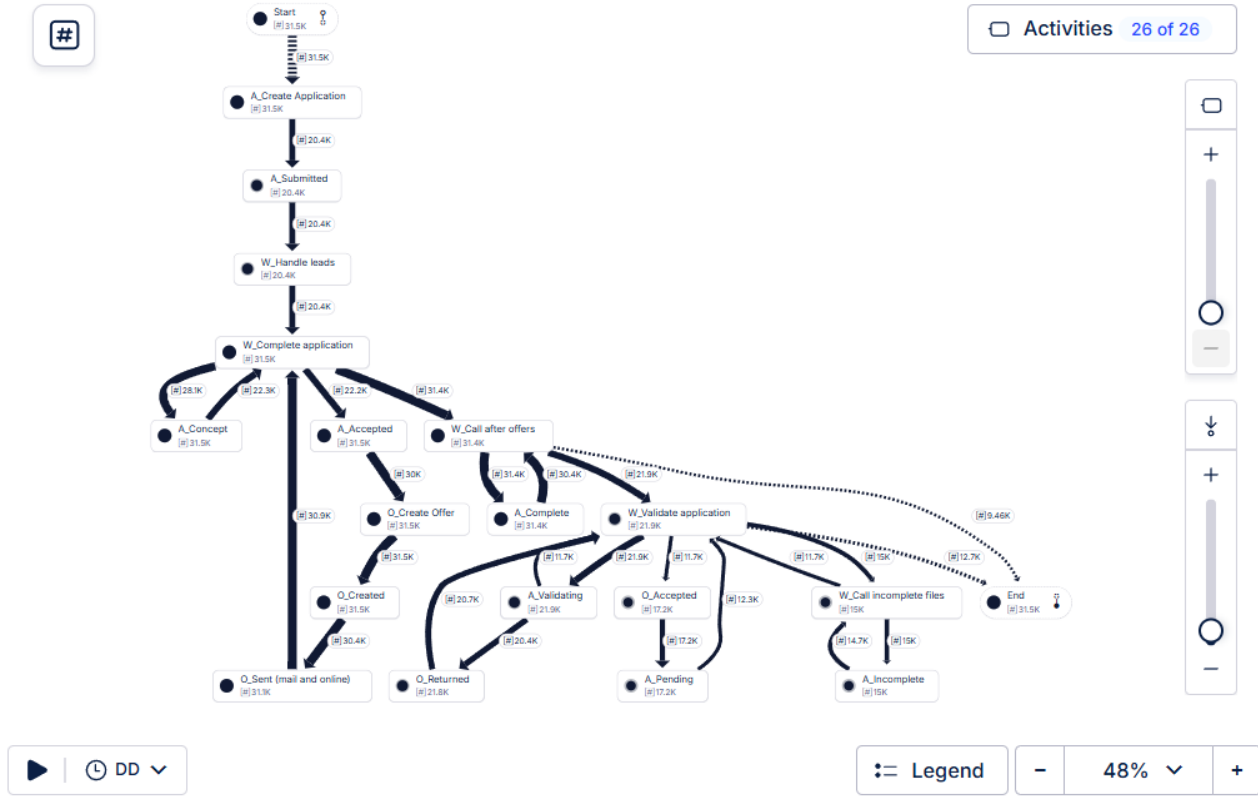 Start
[#]31.5K
[#]31.5K
Activities 26 of 26
A_Create Application
[#]31.5K
[#]20.4K
A_Submitted
[#]20.4K
[#]20.4K
W_Handle leads
[#]20.4K
[#]20.4K
W_Complete application
[#]31.5K
[#]28.1K
[#]22.3K
[#]22.2K
[#]31.4K
A_Concept
[#]31.5K
A_Accepted
[#]31.5K
W_Call after offers
[#]31.4K
[#]30K
[#]31.4K
[#]30.4K
[#]21.9K
[#]30.9K
O_Create Offer
[#]31.5K
A_Complete
[#]31.4K
W_Validate application
[#]21.9K
[#]9.46K
[#]31.5K
[#]11.7K
[#]21.9K
[#]11.7K
[#]11.7K
[#]15K
[#]12.7K
O_Created
[#]31.5K
[#]20.7K
A_Validating
[#]21.9K
O_Accepted
[#]17.2K
[#]12.3K
W_Call incomplete files
[#]15K
End
[#]31.5K
[#]30.4K
[#]20.4K
[#]17.2K
[#]14.7K
[#]15K
O_Sent (mail and online)
[#]31.1K
O_Returned
[#]21.8K
A_Pending
[#]17.2K
A_Incomplete
[#]15K
DD
Legend
48%